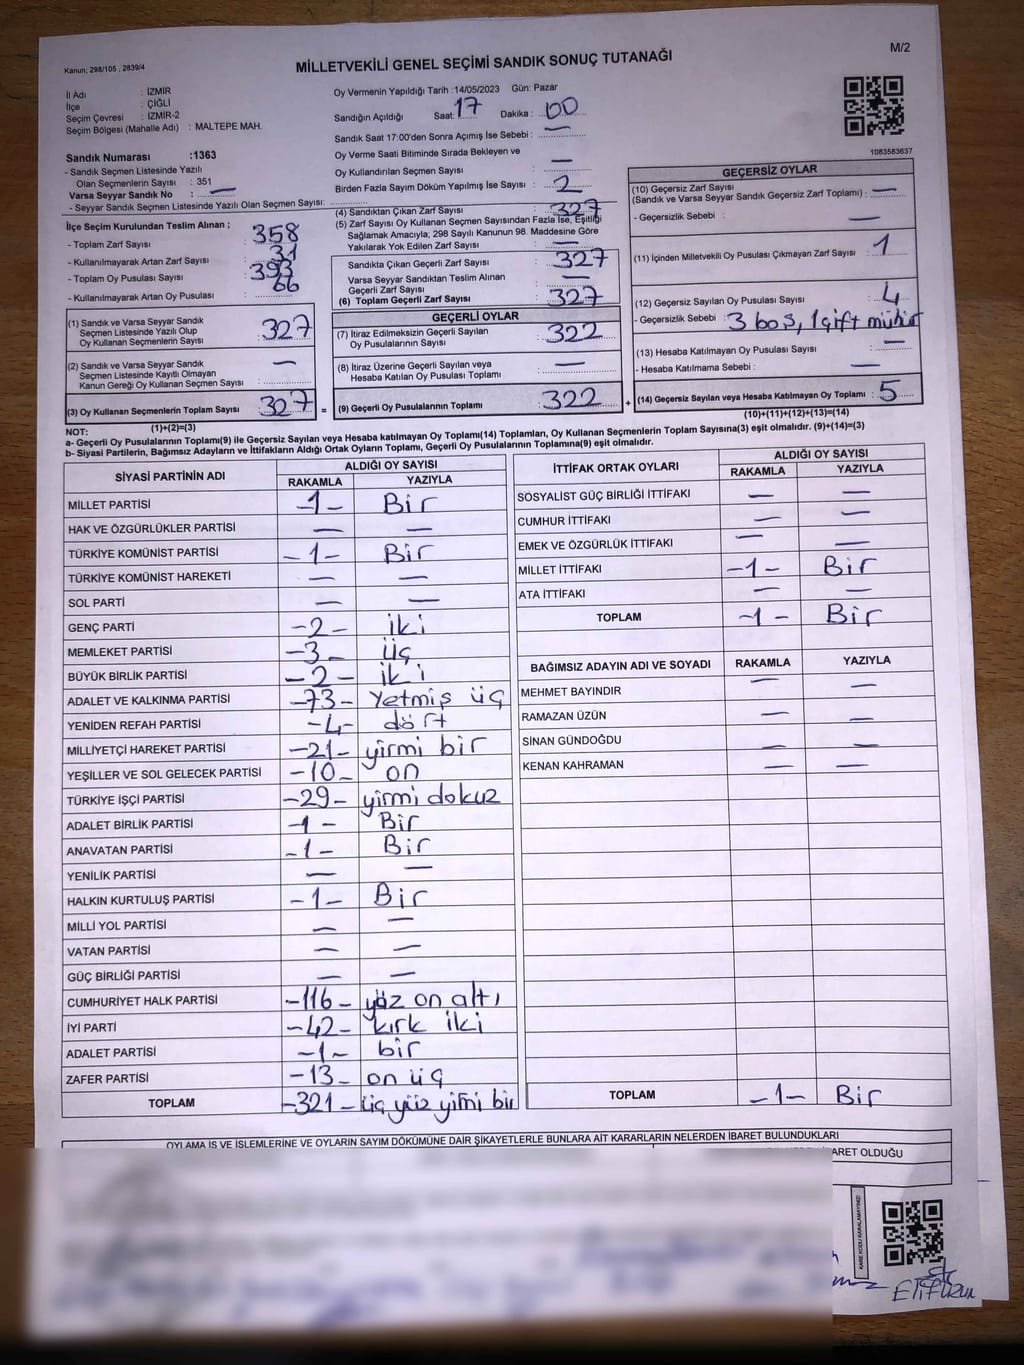 M/2
Kanun; 298/105 , 2839/4
MİLLETVEKİLİ GENEL SEÇİMİ SANDIK SONUÇ TUTANAĞI
İl Adı : İZMİR
İlçe : ÇİĞLİ
Seçim Çevresi : İZMİR-2
Seçim Bölgesi (Mahalle Adı) : MALTEPE MAH.
Sandık Numarası :1363
- Sandık Seçmen Listesinde Yazılı
Olan Seçmenlerin Sayısı : 351
Varsa Seyyar Sandık No : —
- Seyyar Sandık Seçmen Listesinde Yazılı Olan Seçmen Sayısı:
İlçe Seçim Kurulundan Teslim Alınan ;
- Toplam Zarf Sayısı : 358
- Kullanılmayarak Artan Zarf Sayısı : 31
- Toplam Oy Pusulası Sayısı : 393
- Kullanılmayarak Artan Oy Pusulası : 66
(1) Sandık ve Varsa Seyyar Sandık
Seçmen Listesinde Yazılı Olup
Oy Kullanan Seçmenlerin Sayısı : 327
(2) Sandık ve Varsa Seyyar Sandık
Seçmen Listesinde Kayıtlı Olmayan
Kanun Gereği Oy Kullanan Seçmen Sayısı : —
(3) Oy Kullanan Seçmenlerin Toplam Sayısı : 327
(1)+(2)=(3)
Oy Vermenin Yapıldığı Tarih :14/05/2023 Gün: Pazar
Sandığın Açıldığı Saat: 17 Dakika : 00
Sandık Saat 17:00'den Sonra Açımış İse Sebebi : —
Oy Verme Saati Bitiminde Sırada Bekleyen ve
Oy Kullandırılan Seçmen Sayısı : —
Birden Fazla Sayım Döküm Yapılmış İse Sayısı : 2
(4) Sandıktan Çıkan Zarf Sayısı : 327
(5) Zarf Sayısı Oy Kullanan Seçmen Sayısından Fazla İse, Eşitliği
Sağlamak Amacıyla; 298 Sayılı Kanunun 98. Maddesine Göre
Yakılarak Yok Edilen Zarf Sayısı : —
Sandıkta Çıkan Geçerli Zarf Sayısı : 327
Varsa Seyyar Sandıktan Teslim Alınan
Geçerli Zarf Sayısı : —
(6) Toplam Geçerli Zarf Sayısı : 327
GEÇERLİ OYLAR
(7) İtiraz Edilmeksizin Geçerli Sayılan
Oy Pusulalarının Sayısı : 322
(8) İtiraz Üzerine Geçerli Sayılan veya
Hesaba Katılan Oy Pusulası Toplamı : —
= (9) Geçerli Oy Pusulalarının Toplamı : 322 +
1083583637
GEÇERSİZ OYLAR
(10) Geçersiz Zarf Sayısı : —
(Sandık ve Varsa Seyyar Sandık Geçersiz Zarf Toplamı)
- Geçersizlik Sebebi : —
(11) İçinden Milletvekili Oy Pusulası Çıkmayan Zarf Sayısı : 1
(12) Geçersiz Sayılan Oy Pusulası Sayısı : 4
- Geçersizlik Sebebi : 3 boş, 1 çift mühür
(13) Hesaba Katılmayan Oy Pusulası Sayısı : —
- Hesaba Katılmama Sebebi : —
(14) Geçersiz Sayılan veya Hesaba Katılmayan Oy Toplamı : 5
(10)+(11)+(12)+(13)=(14)
NOT:
a- Geçerli Oy Pusulalarının Toplamı(9) ile Geçersiz Sayılan veya Hesaba katılmayan Oy Toplamı(14) Toplamları, Oy Kullanan Seçmenlerin Toplam Sayısına(3) eşit olmalıdır. (9)+(14)=(3)
b- Siyasi Partilerin, Bağımsız Adayların ve İttifakların Aldığı Ortak Oyların Toplamı, Geçerli Oy Pusulalarının Toplamına(9) eşit olmalıdır.
SİYASİ PARTİNİN ADI ALDIĞI OY SAYISI
RAKAMLA YAZIYLA
MİLLET PARTİSİ -1- Bir
HAK VE ÖZGÜRLÜKLER PARTİSİ — —
TÜRKİYE KOMÜNİST PARTİSİ -1- Bir
TÜRKİYE KOMÜNİST HAREKETİ — —
SOL PARTİ — —
GENÇ PARTİ -2- iki
MEMLEKET PARTİSİ -3- üç
BÜYÜK BİRLİK PARTİSİ -2- iki
ADALET VE KALKINMA PARTİSİ -73- Yetmiş üç
YENİDEN REFAH PARTİSİ -4- dört
MİLLİYETÇİ HAREKET PARTİSİ -21- yirmi bir
YEŞİLLER VE SOL GELECEK PARTİSİ -10- on
TÜRKİYE İŞÇİ PARTİSİ -29- yirmi dokuz
ADALET BİRLİK PARTİSİ -1- Bir
ANAVATAN PARTİSİ -1- Bir
YENİLİK PARTİSİ — —
HALKIN KURTULUŞ PARTİSİ -1- Bir
MİLLİ YOL PARTİSİ — —
VATAN PARTİSİ — —
GÜÇ BİRLİĞİ PARTİSİ — —
CUMHURİYET HALK PARTİSİ -116- yüz on altı
İYİ PARTİ -42- kırk iki
ADALET PARTİSİ -1- bir
ZAFER PARTİSİ -13- on üç
TOPLAM -321- üç yüz yirmi bir
İTTİFAK ORTAK OYLARI ALDIĞI OY SAYISI
RAKAMLA YAZIYLA
SOSYALİST GÜÇ BİRLİĞİ İTTİFAKI — —
CUMHUR İTTİFAKI — —
EMEK VE ÖZGÜRLÜK İTTİFAKI — —
MİLLET İTTİFAKI -1- Bir
ATA İTTİFAKI — —
TOPLAM -1- Bir
BAĞIMSIZ ADAYIN ADI VE SOYADI RAKAMLA YAZIYLA
MEHMET BAYINDIR — —
RAMAZAN ÜZÜN — —
SİNAN GÜNDOĞDU — —
KENAN KAHRAMAN — —
TOPLAM -1- Bir
OYLAMA İŞ VE İŞLEMLERİNE VE OYLARIN SAYIM DÖKÜMÜNE DAİR ŞİKAYETLERLE BUNLARA AİT KARARLARIN NELERDEN İBARET BULUNDUKLARI
ARET OLDUĞU
KARE KODU KARALAMAYINIZ!
Elif UZUN